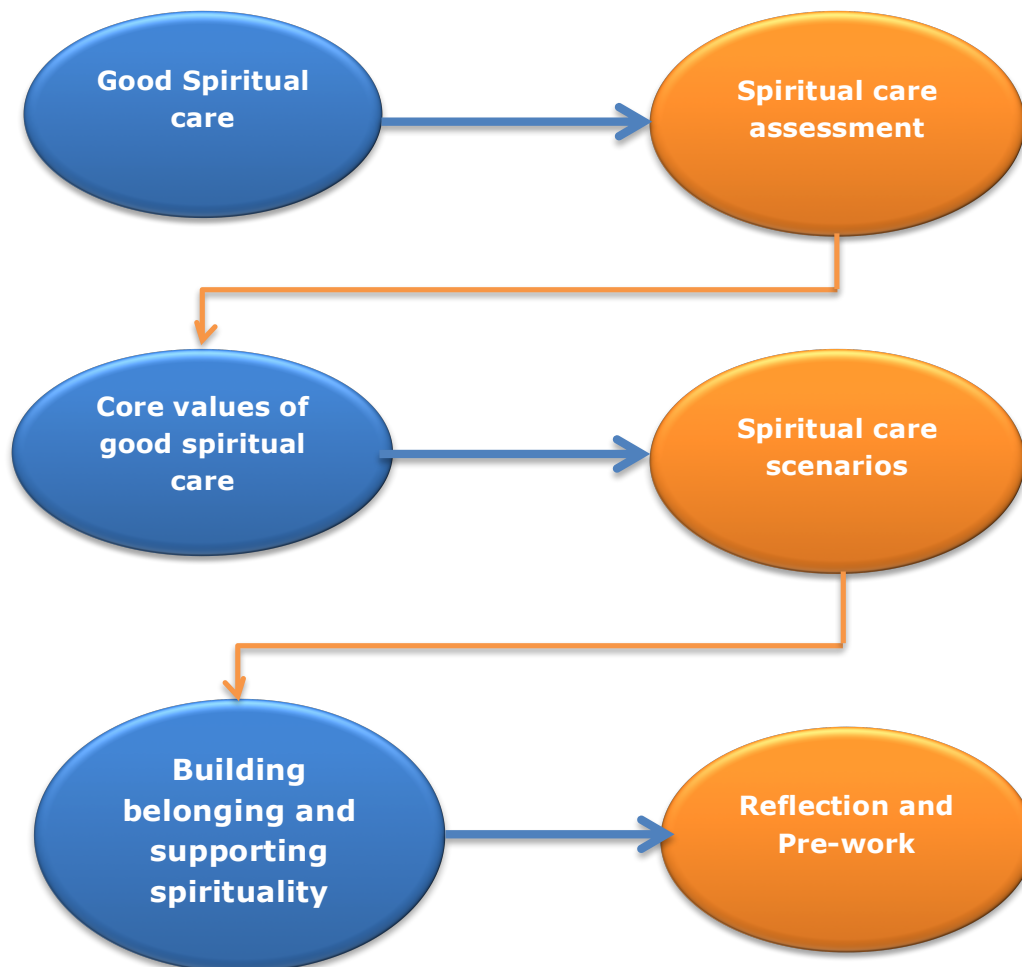 Good Spiritual
care
Spiritual care
assessment
Core values of
good spiritual
care
Spiritual care
scenarios
Building
belonging and
supporting
spirituality
Reflection and
Pre-work